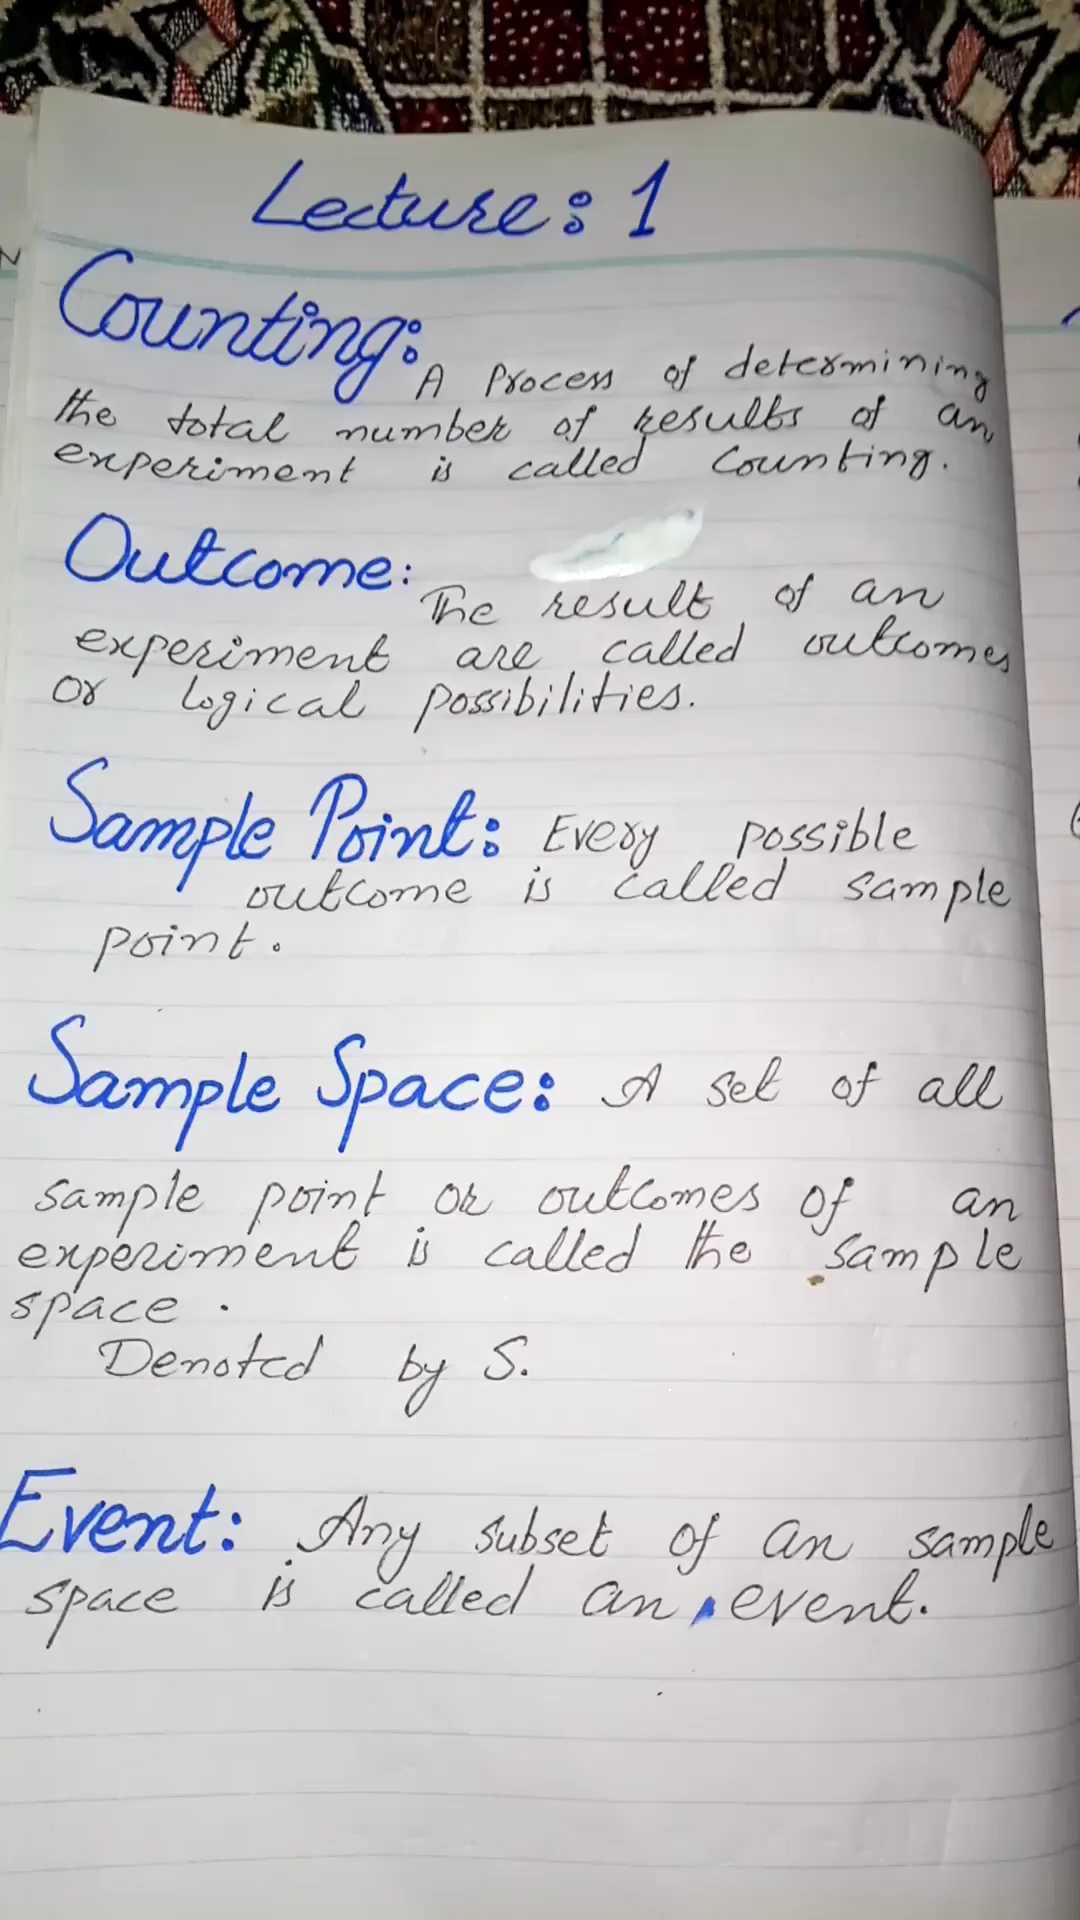 Lecture: 1
Counting:
A Process of determining
the total number of results of an
experiment is called Counting.
Outcome:
The result of an
experiment are called outcomes
or logical possibilities.
Sample Point: Every possible
outcome is called sample
point.
Sample Space: A set of all
sample point or outcomes of an
experiment is called the sample
space.
Denoted by S.
Event: Any subset of an sample
space is called an event.